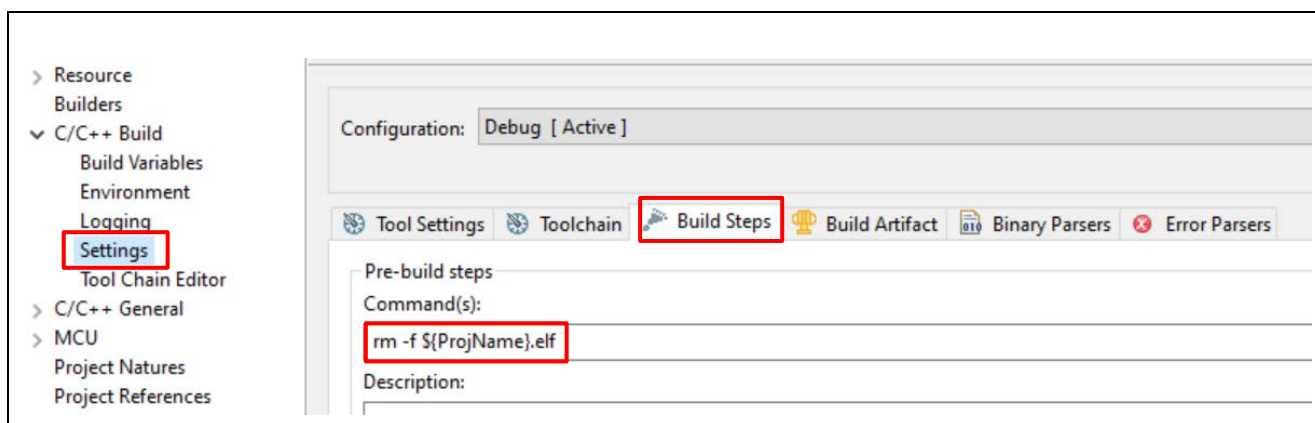 Resource
Builders
C/C++ Build
Build Variables
Environment
Logging
Settings
Tool Chain Editor
C/C++ General
MCU
Project Natures
Project References
Configuration: Debug [ Active ]
Tool Settings Toolchain Build Steps Build Artifact Binary Parsers Error Parsers
Pre-build steps
Command(s):
rm -f ${ProjName}.elf
Description: